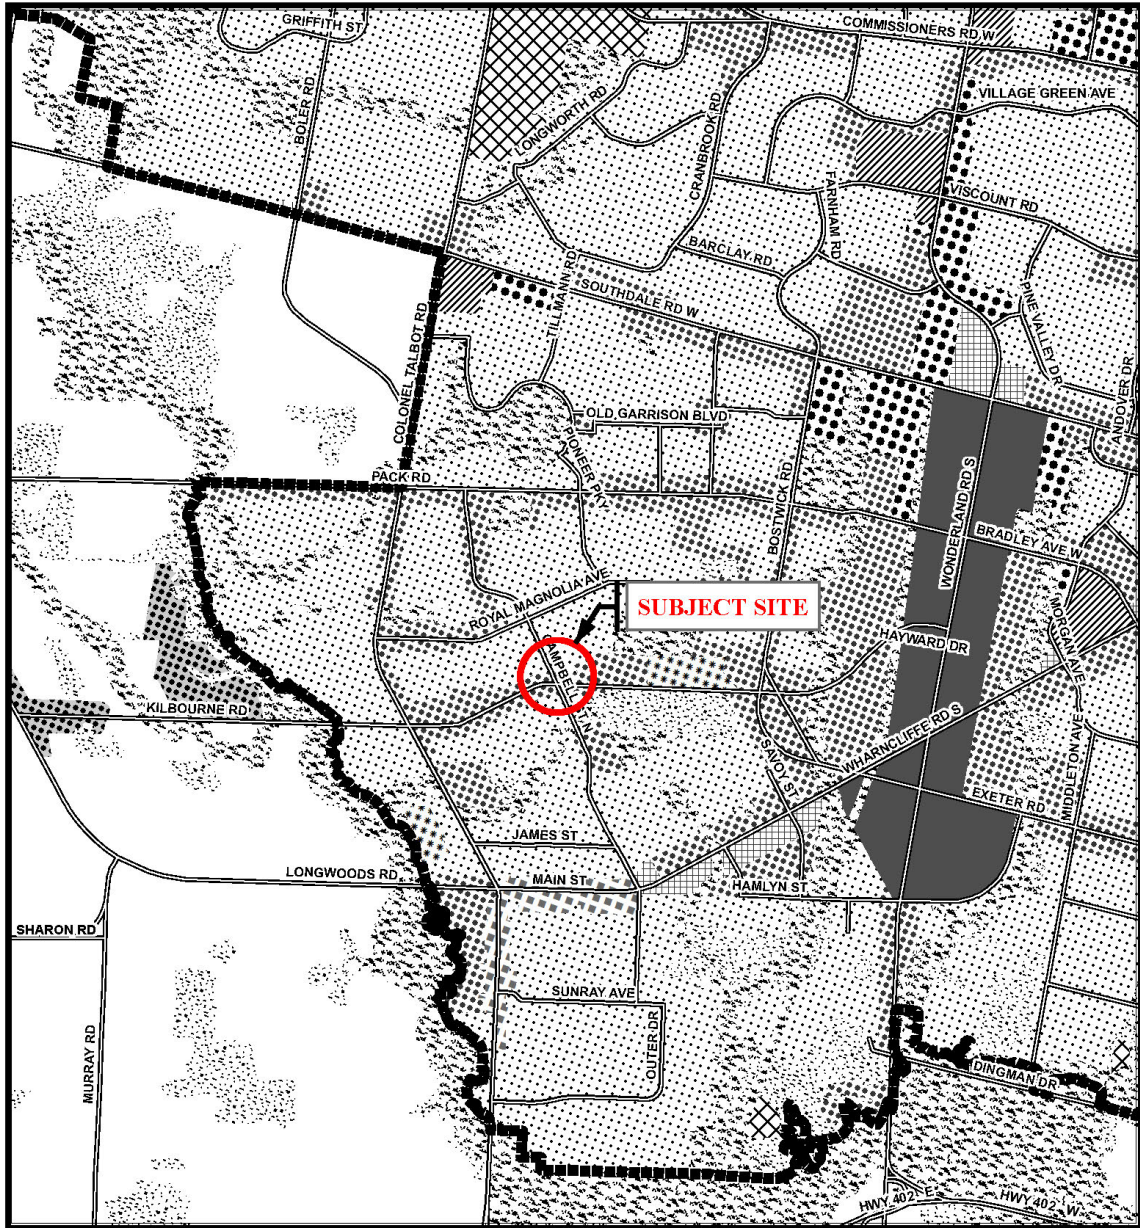 GRIFFITH ST
COMMISSIONERS RD W
BOLER RD
LONGWORTH RD
CRANBROOK RD
VILLAGE GREEN AVE
FARNHAM RD
VISCOUNT RD
BARCLAY RD
TILLMANN RD
SOUTHDALE RD W
PINE VALLEY DR
COLONEL TALBOT RD
ANDOVER DR
OLD GARRISON BLVD
PIONEER PKY
PACK RD
BOSTWICK RD
WONDERLAND RD S
BRADLEY AVE W
ROYAL MAGNOLIA AVE
SUBJECT SITE
MORGAN AVE
HAYWARD DR
KILBOURNE RD
WHARNCLIFFE RD S
SAVOY ST
MIDDLETON AVE
EXETER RD
JAMES ST
LONGWOODS RD
MAIN ST
HAMLYN ST
SHARON RD
SUNRAY AVE
MURRAY RD
OUTER DR
DINGMAN DR
HWY 402 E
HWY 402 W